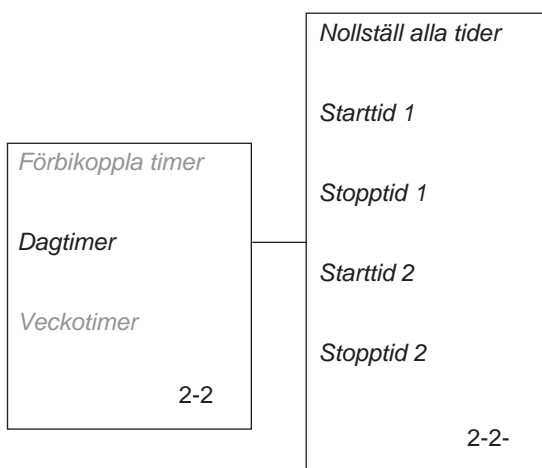 Förbikoppla timer
Dagtimer
Veckotimer
2-2
Nollställ alla tider
Starttid 1
Stopptid 1
Starttid 2
Stopptid 2
2-2-